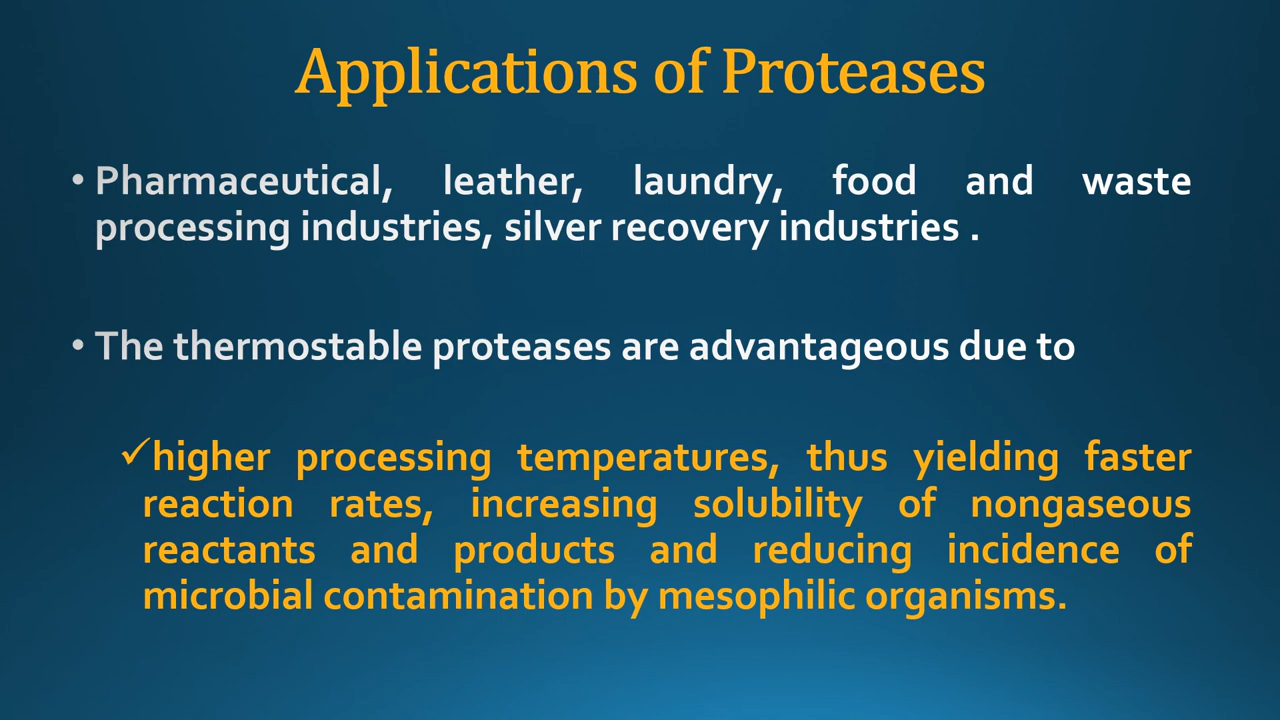 Applications of Proteases
• Pharmaceutical, leather, laundry, food and waste
processing industries, silver recovery industries .
• The thermostable proteases are advantageous due to
✓higher processing temperatures, thus yielding faster
reaction rates, increasing solubility of nongaseous
reactants and products and reducing incidence of
microbial contamination by mesophilic organisms.